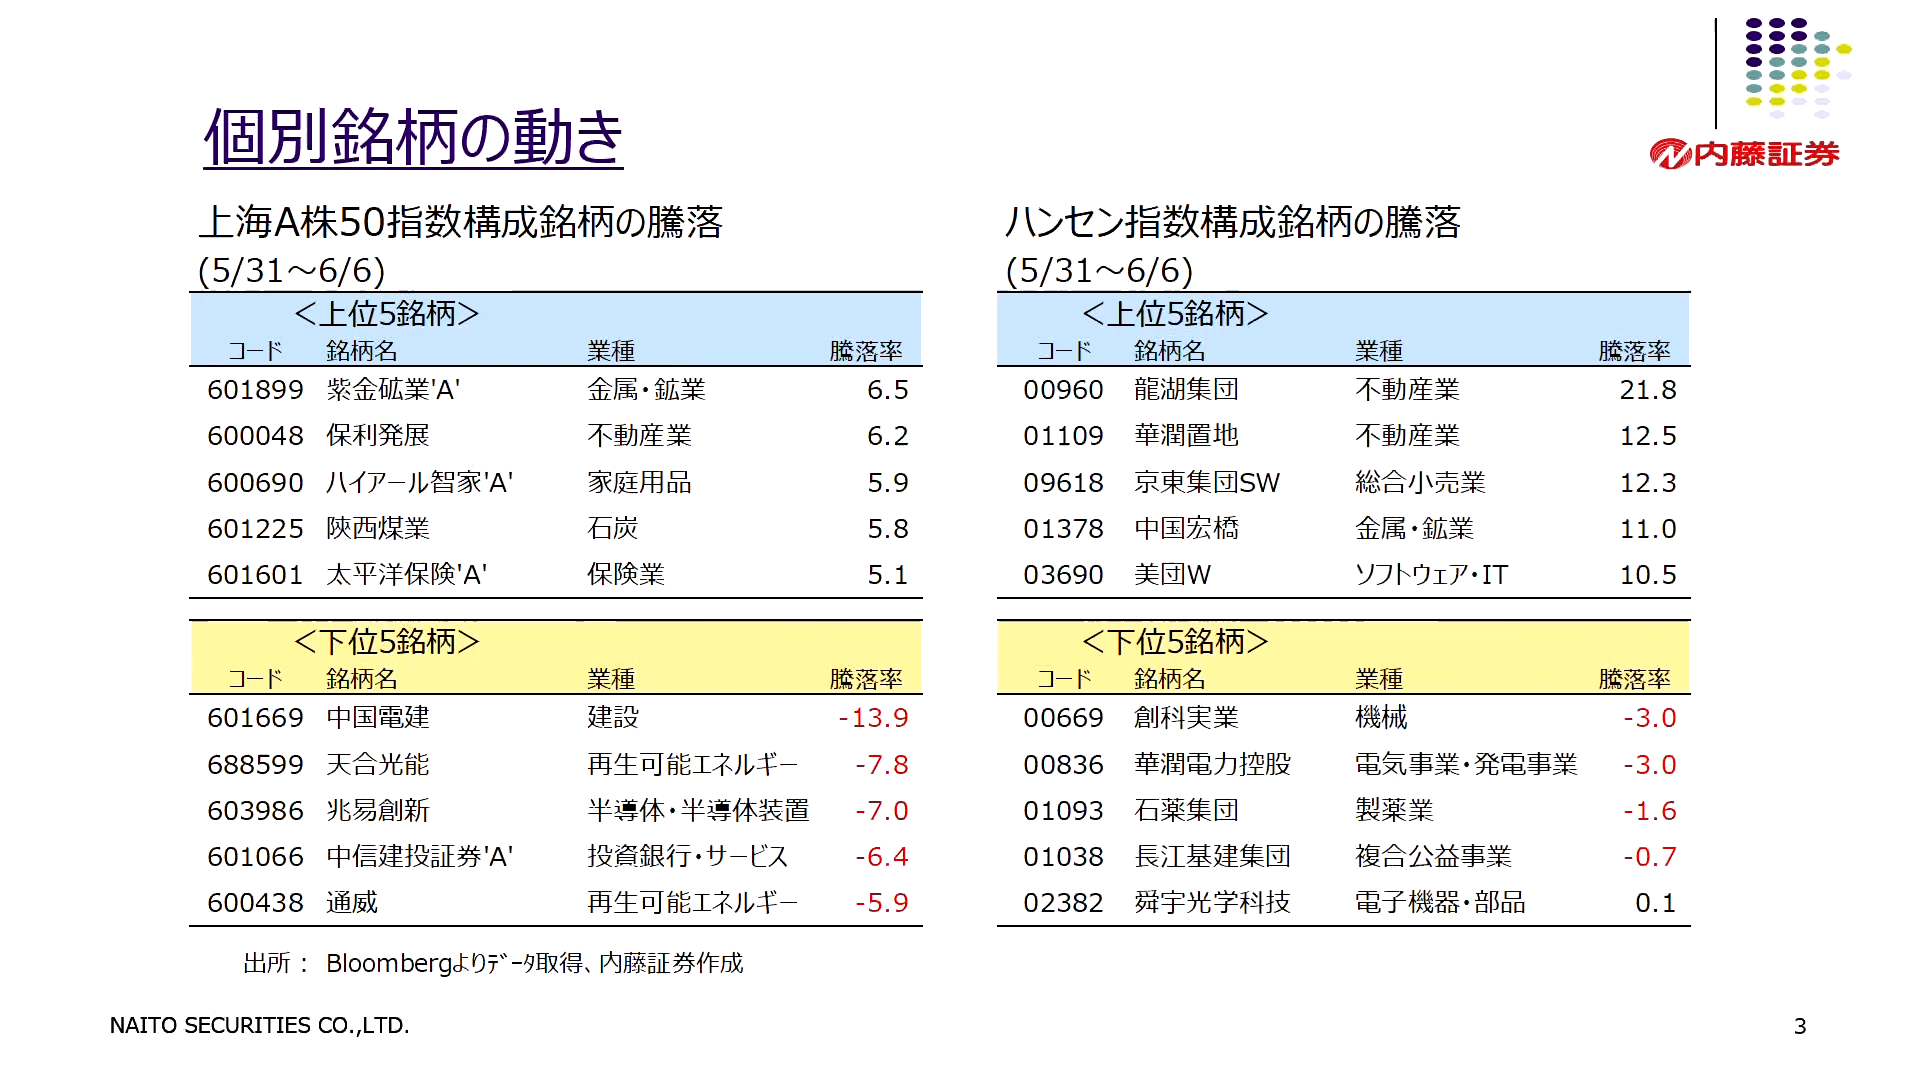 内藤証券
個別銘柄の動き
上海A株50指数構成銘柄の騰落
(5/31～6/6)
＜上位5銘柄＞
コード 銘柄名 業種 騰落率
601899 紫金砿業'A' 金属・鉱業 6.5
600048 保利発展 不動産業 6.2
600690 ハイアール智家'A' 家庭用品 5.9
601225 陝西煤業 石炭 5.8
601601 太平洋保険'A' 保険業 5.1
＜下位5銘柄＞
コード 銘柄名 業種 騰落率
601669 中国電建 建設 -13.9
688599 天合光能 再生可能エネルギー -7.8
603986 兆易創新 半導体・半導体装置 -7.0
601066 中信建投証券'A' 投資銀行・サービス -6.4
600438 通威 再生可能エネルギー -5.9
ハンセン指数構成銘柄の騰落
(5/31～6/6)
＜上位5銘柄＞
コード 銘柄名 業種 騰落率
00960 龍湖集団 不動産業 21.8
01109 華潤置地 不動産業 12.5
09618 京東集団SW 総合小売業 12.3
01378 中国宏橋 金属・鉱業 11.0
03690 美団W ソフトウェア・IT 10.5
＜下位5銘柄＞
コード 銘柄名 業種 騰落率
00669 創科実業 機械 -3.0
00836 華潤電力控股 電気事業・発電事業 -3.0
01093 石薬集団 製薬業 -1.6
01038 長江基建集団 複合公益事業 -0.7
02382 舜宇光学科技 電子機器・部品 0.1
出所： Bloombergよりﾃﾞｰﾀ取得、内藤証券作成
NAITO SECURITIES CO.,LTD.
3